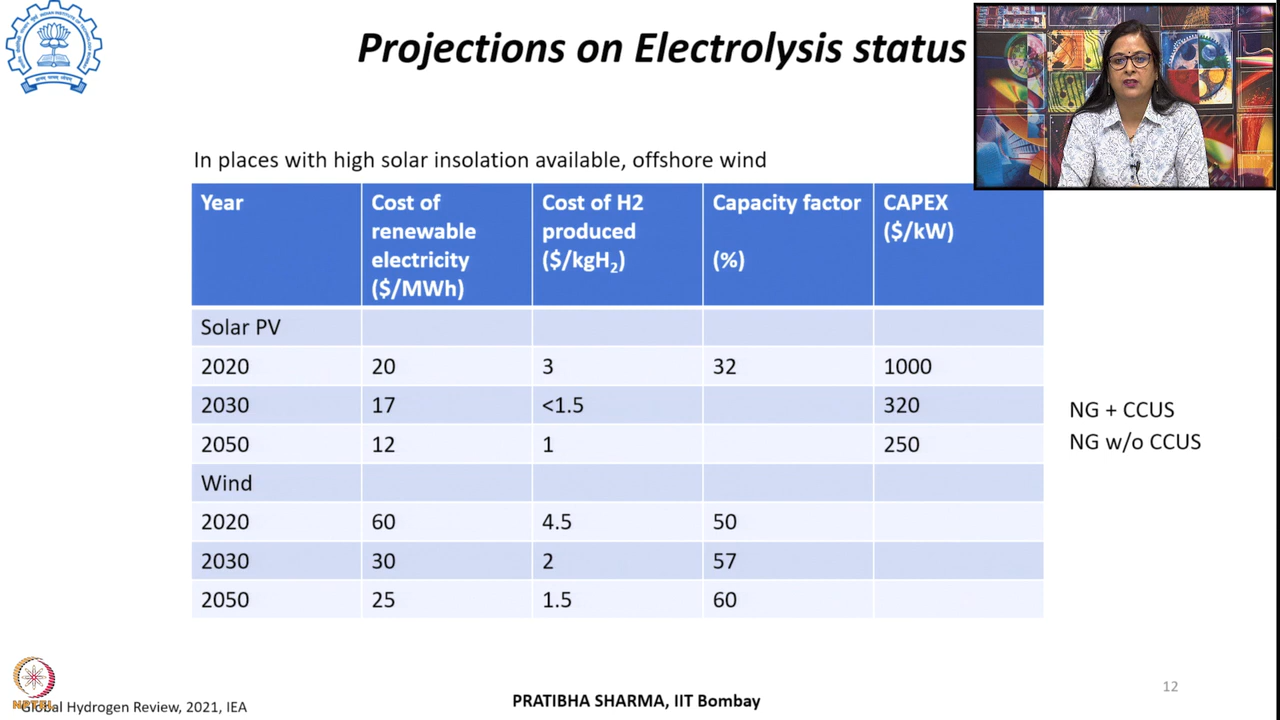 Projections on Electrolysis status
In places with high solar insolation available, offshore wind
Year
Cost of
renewable
electricity
($/MWh)
Cost of H2
produced
($/kgH₂)
Capacity factor
(%)
CAPEX
($/kW)
Solar PV
2020 20 3 32 1000
2030 17 <1.5 320
2050 12 1 250
Wind
2020 60 4.5 50
2030 30 2 57
2050 25 1.5 60
NG + CCUS
NG w/o CCUS
12
NPTEL
Global Hydrogen Review, 2021, IEA
PRATIBHA SHARMA, IIT Bombay